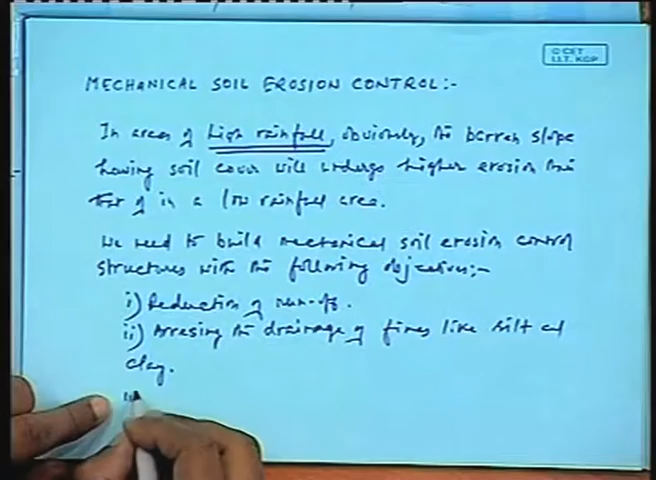 © CET
I.I.T. KGP
MECHANICAL SOIL EROSION CONTROL:-
In areas of high rainfall, obviously, the barren slope
having soil cover will undergo higher erosion than
that of in a low rainfall area.
We need to build mechanical soil erosion control
structures with the following objectives:-
i) Reduction of run-off.
ii) Arresing the drainage of fines like silt and
clay.